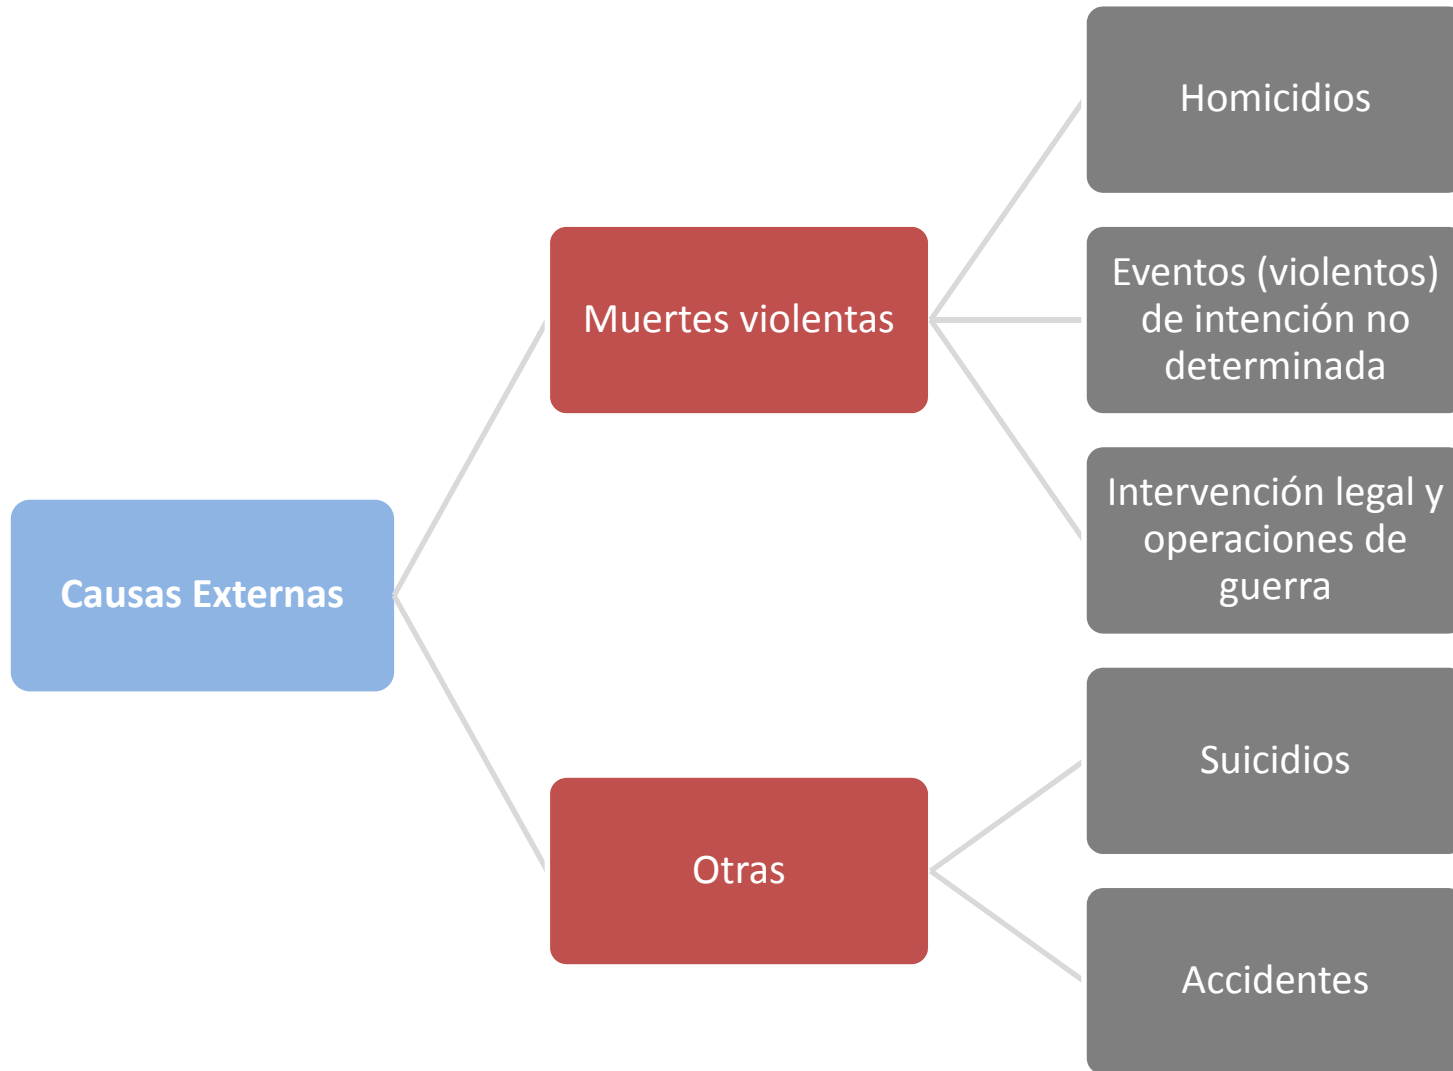 Homicidios
Muertes violentas
Eventos (violentos)
de intención no
determinada
Intervención legal y
operaciones de
guerra
Causas Externas
Suicidios
Otras
Accidentes